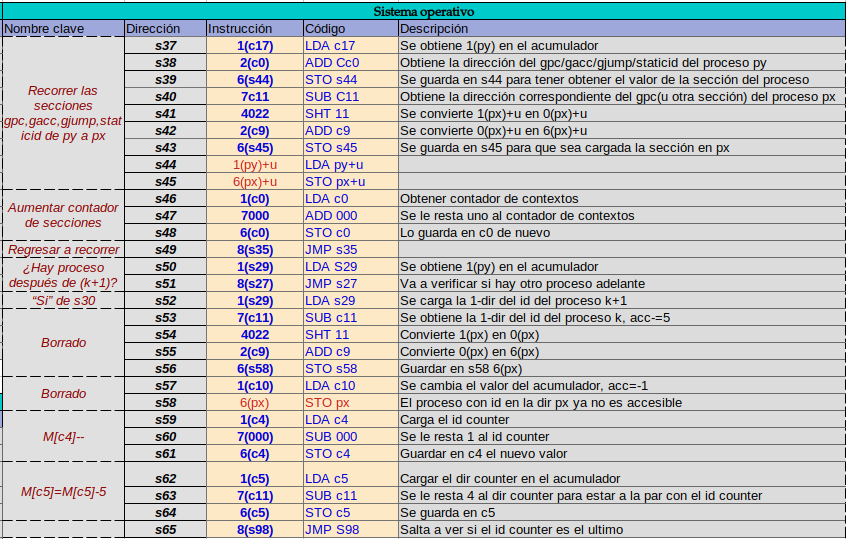 Sistema operativo
Nombre clave Dirección Instrucción Código Descripción
s37 1(c17) LDA c17 Se obtiene 1(py) en el acumulador
s38 2(c0) ADD Cc0 Obtiene la dirección del gpc/gacc/gjump/staticid del proceso py
s39 6(s44) STO s44 Se guarda en s44 para tener obtener el valor de la sección del proceso
s40 7c11 SUB C11 Obtiene la dirección correspondiente del gpc(u otra sección) del proceso px
s41 4022 SHT 11 Se convierte 1(px)+u en 0(px)+u
s42 2(c9) ADD c9 Se convierte 0(px)+u en 6(px)+u
s43 6(s45) STO s45 Se guarda en s45 para que sea cargada la sección en px
s44 1(py)+u LDA py+u
s45 6(px)+u STO px+u
Recorrer las
secciones
gpc,gacc,gjump,stat
icid de py a px
s46 1(c0) LDA c0 Obtener contador de contextos
s47 7000 ADD 000 Se le resta uno al contador de contextos
s48 6(c0) STO c0 Lo guarda en c0 de nuevo
Aumentar contador
de secciones
Regresar a recorrer s49 8(s35) JMP s35
s50 1(s29) LDA S29 Se obtiene 1(py) en el acumulador
s51 8(s27) JMP s27 Va a verificar si hay otro proceso adelante
¿Hay proceso
después de (k+1)?
“Si” de s30 s52 1(s29) LDA s29 Se carga la 1-dir del id del proceso k+1
s53 7(c11) SUB c11 Se obtiene la 1-dir del id del proceso k, acc-=5
s54 4022 SHT 11 Convierte 1(px) en 0(px)
s55 2(c9) ADD c9 Convierte 0(px) en 6(px)
s56 6(s58) STO s58 Guardar en s58 6(px)
Borrado
s57 1(c10) LDA c10 Se cambia el valor del acumulador, acc=-1
s58 6(px) STO px El proceso con id en la dir px ya no es accesible
Borrado
s59 1(c4) LDA c4 Carga el id counter
s60 7(000) SUB 000 Se le resta 1 al id counter
s61 6(c4) STO c4 Guardar en c4 el nuevo valor
M[c4]--
s62 1(c5) LDA c5 Cargar el dir counter en el acumulador
s63 7(c11) SUB c11 Se le resta 4 al dir counter para estar a la par con el id counter
s64 6(c5) STO c5 Se guarda en c5
M[c5]=M[c5]-5
s65 8(s98) JMP S98 Salta a ver si el id counter es el ultimo